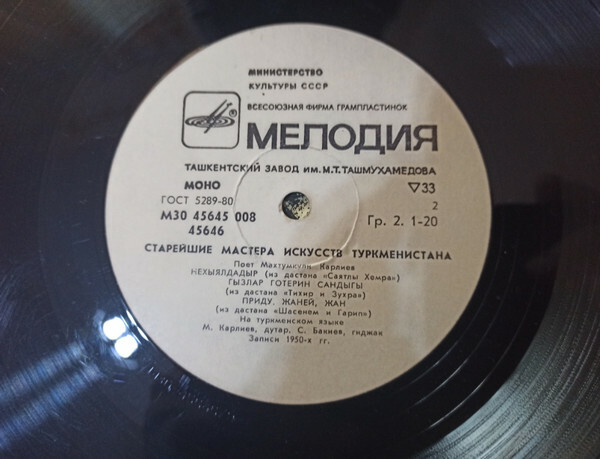 МИНИСТЕРСТВО
КУЛЬТУРЫ СССР
ВСЕСОЮЗНАЯ ФИРМА ГРАМПЛАСТИНОК
МЕЛОДИЯ
ТАШКЕНТСКИЙ ЗАВОД ИМ. М.Т. ТАШМУХАМЕДОВА
МОНО ▽33
ГОСТ 5289-80 2
М30 45645 008 Гр. 2. 1-20
45646
СТАРЕЙШИЕ МАСТЕРА ИСКУССТВ ТУРКМЕНИСТАНА
Поет Махтумкули Карлиев
НЕХЫЯЛДАДЫР (из дастана «Саятлы Хемра»)
ГЫЗЛАР ГОТЕРИН САНДЫГЫ
(из дастана «Тихир и Зухра»)
ПРИДУ, ЖАНЕЙ, ЖАН
(из дастана «Шасенем и Гарип»)
На туркменском языке
М. Карлиев, дутар, С. Бакиев, гиджак
Записи 1950-х гг.